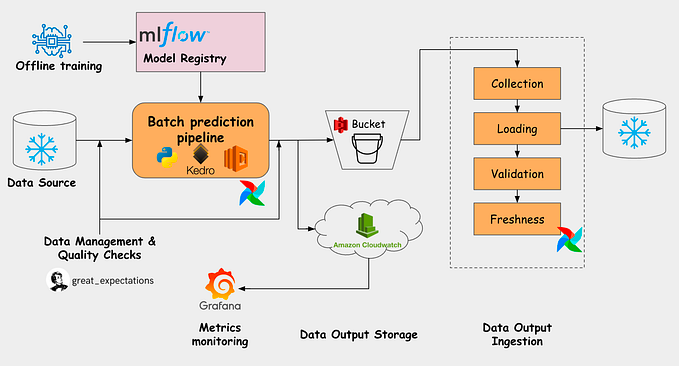 Offline training
mlflow™
Model Registry
Batch prediction
pipeline
Kedro
Data Source
Data Management &
Quality Checks
great_expectations
Bucket
Amazon Cloudwatch
Grafana
Metrics
monitoring
Data Output Storage
Collection
Loading
Validation
Freshness
Data Output
Ingestion